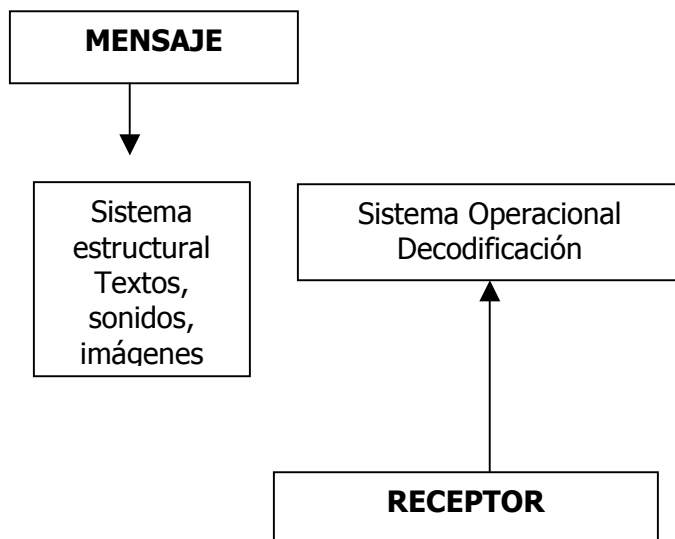 MENSAJE
Sistema
estructural
Textos,
sonidos,
imágenes
Sistema Operacional
Decodificación
RECEPTOR